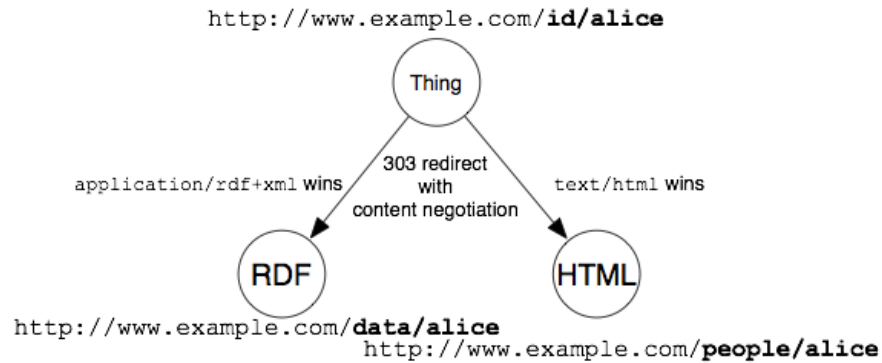 http://www.example.com/id/alice
Thing
303 redirect
with
content negotiation
application/rdf+xml wins
text/html wins
RDF
HTML
http://www.example.com/data/alice
http://www.example.com/people/alice